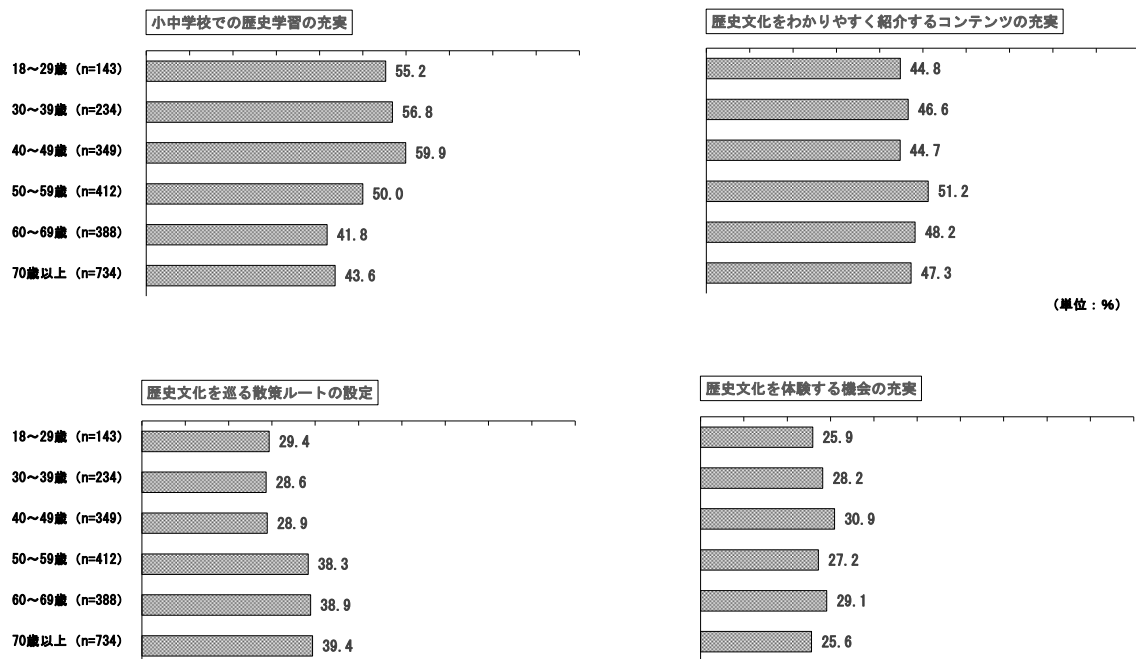 小中学校での歴史学習の充実
歴史文化をわかりやすく紹介するコンテンツの充実
18～29歳 (n=143) 55.2 44.8
30～39歳 (n=234) 56.8 46.6
40～49歳 (n=349) 59.9 44.7
50～59歳 (n=412) 50.0 51.2
60～69歳 (n=388) 41.8 48.2
70歳以上 (n=734) 43.6 47.3
(単位：％)
歴史文化を巡る散策ルートの設定
歴史文化を体験する機会の充実
18～29歳 (n=143) 29.4 25.9
30～39歳 (n=234) 28.6 28.2
40～49歳 (n=349) 28.9 30.9
50～59歳 (n=412) 38.3 27.2
60～69歳 (n=388) 38.9 29.1
70歳以上 (n=734) 39.4 25.6